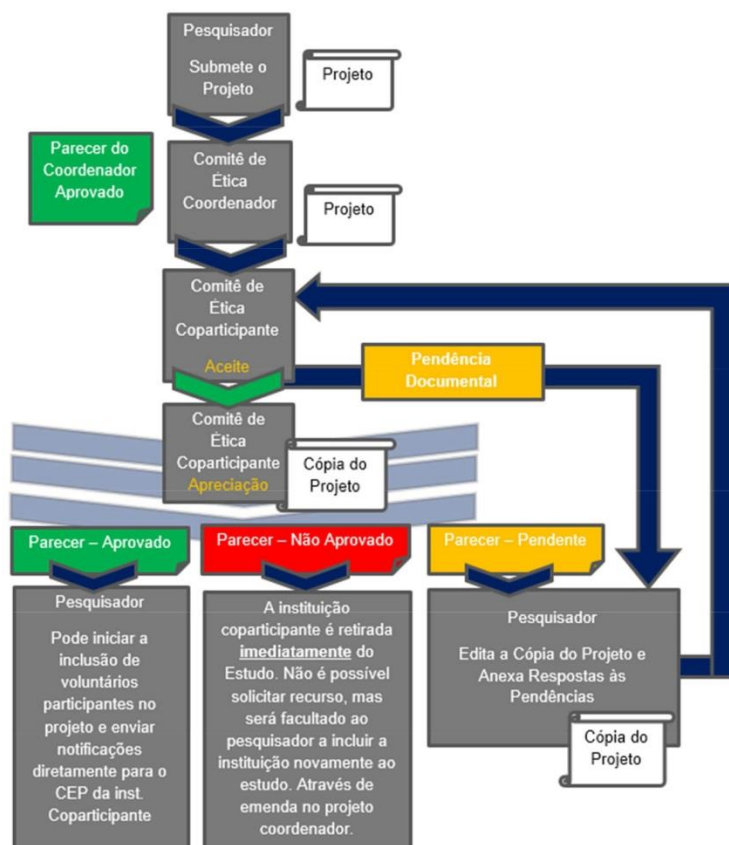 Pesquisador
Submete o
Projeto
Projeto
Parecer do
Coordenador
Aprovado
Comitê de
Ética
Coordenador
Projeto
Comitê de
Ética
Coparticipante
Aceite
Pendência
Documental
Comitê de
Ética
Coparticipante
Apreciação
Cópia do
Projeto
Parecer – Aprovado
Parecer – Não Aprovado
Parecer – Pendente
Pesquisador
Pode iniciar a
inclusão de
voluntários
participantes no
projeto e enviar
notificações
diretamente para o
CEP da inst.
Coparticipante
A instituição
coparticipante é retirada
imediatamente do
Estudo. Não é possível
solicitar recurso, mas
será facultado ao
pesquisador a incluir a
instituição novamente ao
estudo. Através de
emenda no projeto
coordenador.
Pesquisador
Edita a Cópia do Projeto e
Anexa Respostas às
Pendências
Cópia do
Projeto